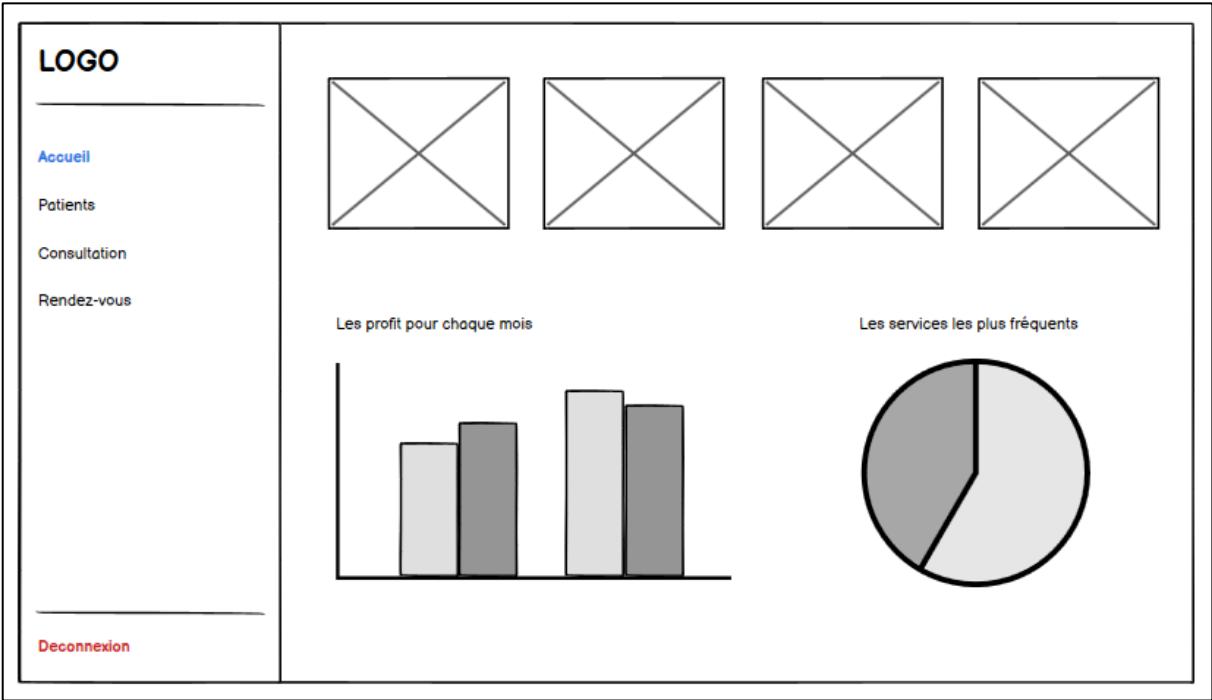 LOGO
Accueil
Patients
Consultation
Rendez-vous
Les profit pour chaque mois
Les services les plus fréquents
Deconnexion